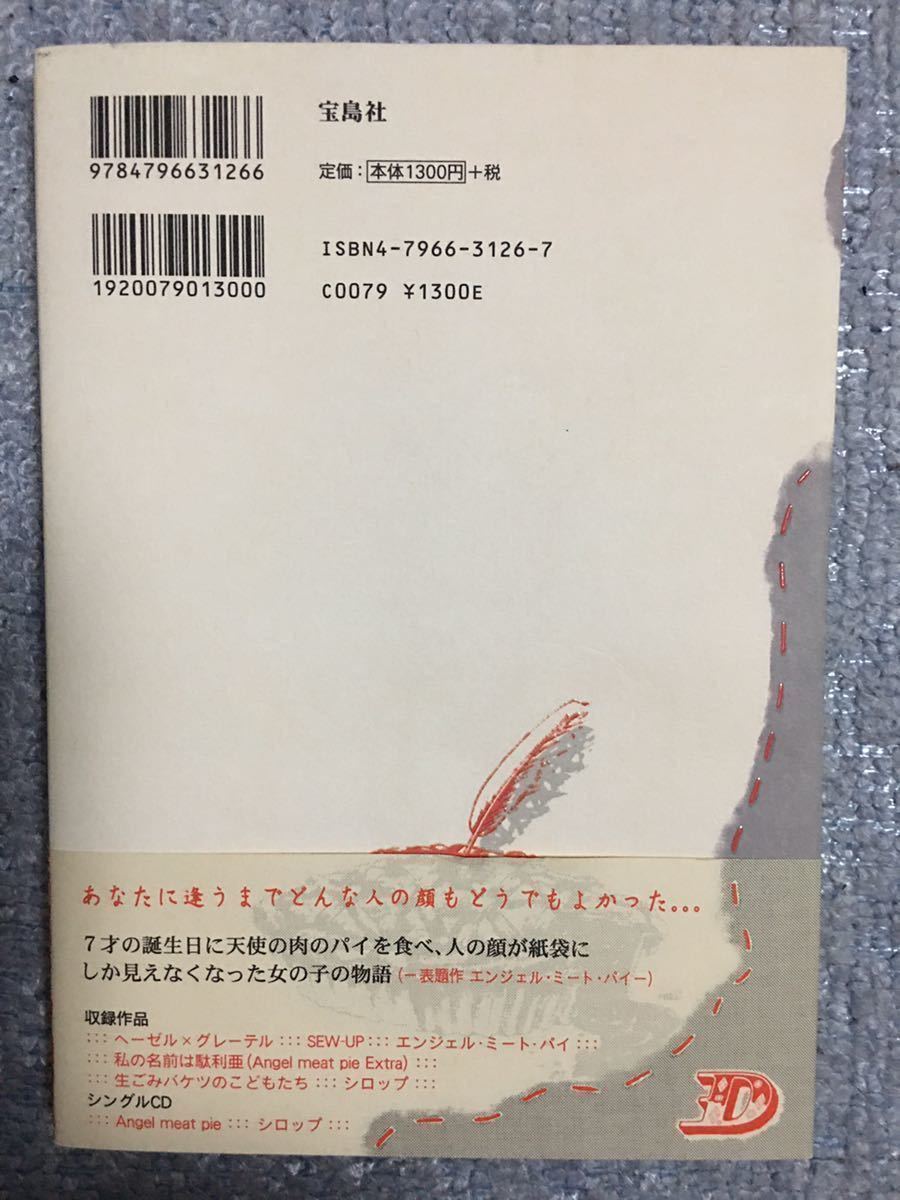 9784796631266
宝島社
定価：本体1300円+税
1920079013000
ISBN4-7966-3126-7
C0079 ¥1300E
あなたに逢うまでどんな人の顔もどうでもよかった。。。
7才の誕生日に天使の肉のパイを食べ、人の顔が紙袋に
しか見えなくなった女の子の物語（ー表題作 エンジェル・ミート・パイー）
収録作品
::: ヘーゼル×グレーテル ::: SEW-UP ::: エンジェル・ミート・パイ :::
::: 私の名前は駄利亜（Angel meat pie Extra） :::
::: 生ごみバケツのこどもたち ::: シロップ :::
シングルCD
::: Angel meat pie ::: シロップ :::